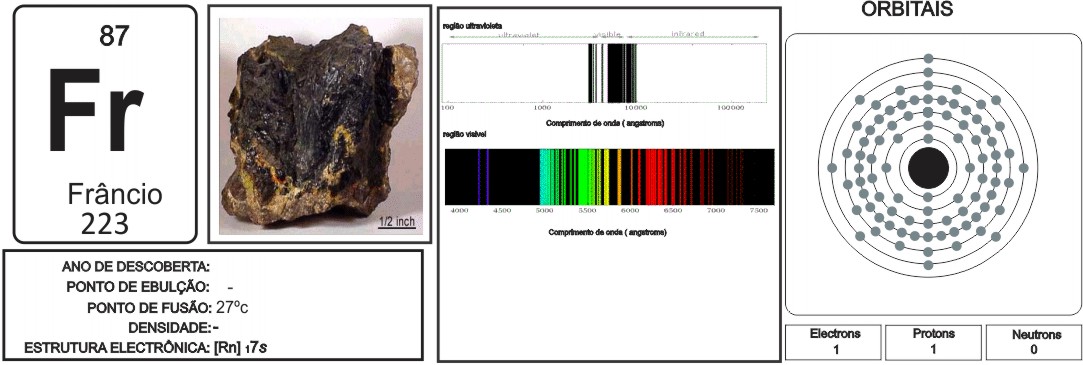 87
Fr
Frâncio
223
1/2 inch
ANO DE DESCOBERTA:
PONTO DE EBULÇÃO: -
PONTO DE FUSÃO: 27ºc
DENSIDADE:-
ESTRUTURA ELECTRÔNICA: [Rn] 17s
região ultravioleta
ultraviolet visible infrared
100 1000 10000 100000
Comprimento de onda ( angstroms)
região visível
4000 4500 5000 5500 6000 6500 7000 7500
Comprimento de onda ( angstroms)
ORBITAIS
Electrons Protons Neutrons
1 1 0